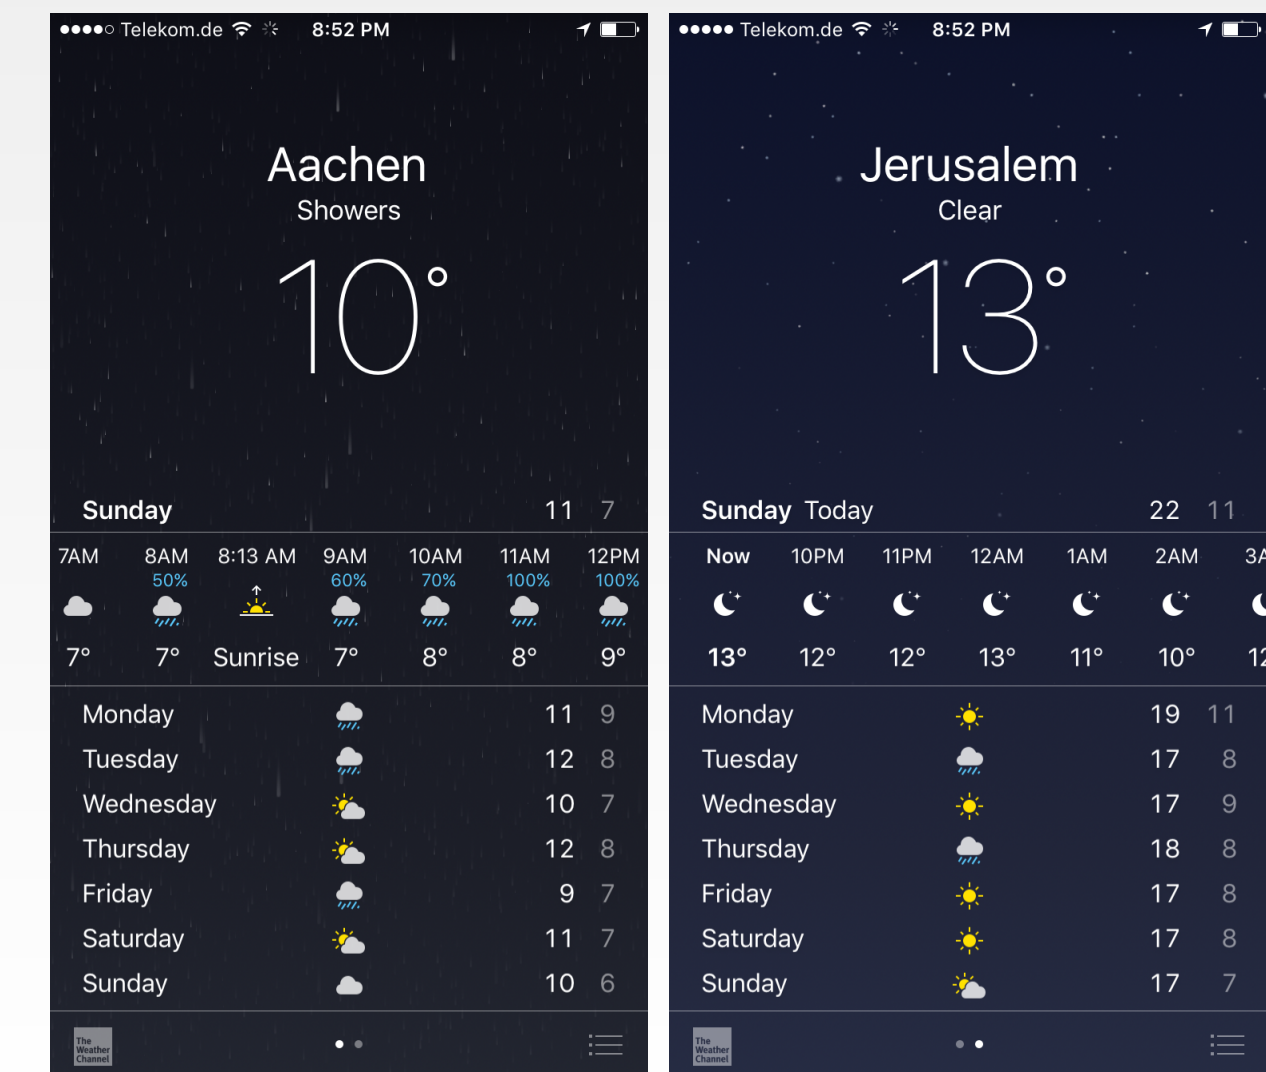 Telekom.de 8:52 PM
Aachen
Showers
10°
Sunday 11 7
7AM 8AM 8:13 AM 9AM 10AM 11AM 12PM
50% 60% 70% 100% 100%
7° 7° Sunrise 7° 8° 8° 9°
Monday 11 9
Tuesday 12 8
Wednesday 10 7
Thursday 12 8
Friday 9 7
Saturday 11 7
Sunday 10 6
The
Weather
Channel
Telekom.de 8:52 PM
Jerusalem
Clear
13°
Sunday Today 22 11
Now 10PM 11PM 12AM 1AM 2AM 3A
13° 12° 12° 13° 11° 10° 12
Monday 19 11
Tuesday 17 8
Wednesday 17 9
Thursday 18 8
Friday 17 8
Saturday 17 8
Sunday 17 7
The
Weather
Channel